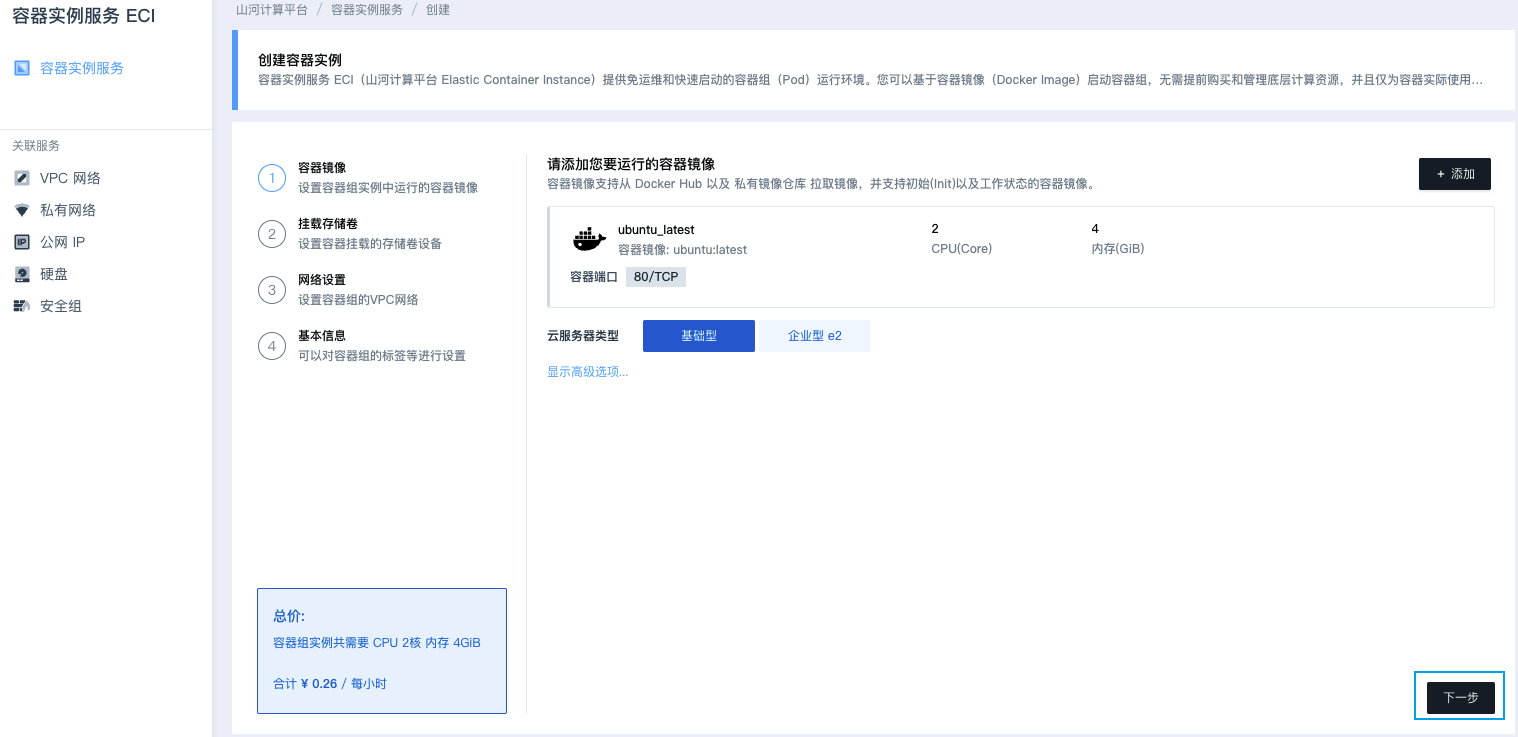 容器实例服务 ECI
容器实例服务
关联服务
VPC 网络
私有网络
公网 IP
硬盘
安全组
山河计算平台 / 容器实例服务 / 创建
创建容器实例
容器实例服务 ECI（山河计算平台 Elastic Container Instance）提供免运维和快速启动的容器组（Pod）运行环境。您可以基于容器镜像（Docker Image）启动容器组，无需提前购买和管理底层计算资源，并且仅为容器实际使用...
1
容器镜像
设置容器组实例中运行的容器镜像
2
挂载存储卷
设置容器挂载的存储卷设备
3
网络设置
设置容器组的VPC网络
4
基本信息
可以对容器组的标签等进行设置
总价:
容器组实例共需要 CPU 2核 内存 4GiB
合计 ¥ 0.26 / 每小时
请添加您要运行的容器镜像
容器镜像支持从 Docker Hub 以及 私有镜像仓库 拉取镜像，并支持初始(Init)以及工作状态的容器镜像。
+ 添加
ubuntu_latest
容器镜像: ubuntu:latest
2
CPU(Core)
4
内存(GiB)
容器端口 80/TCP
云服务器类型 基础型 企业型 e2
显示高级选项...
下一步